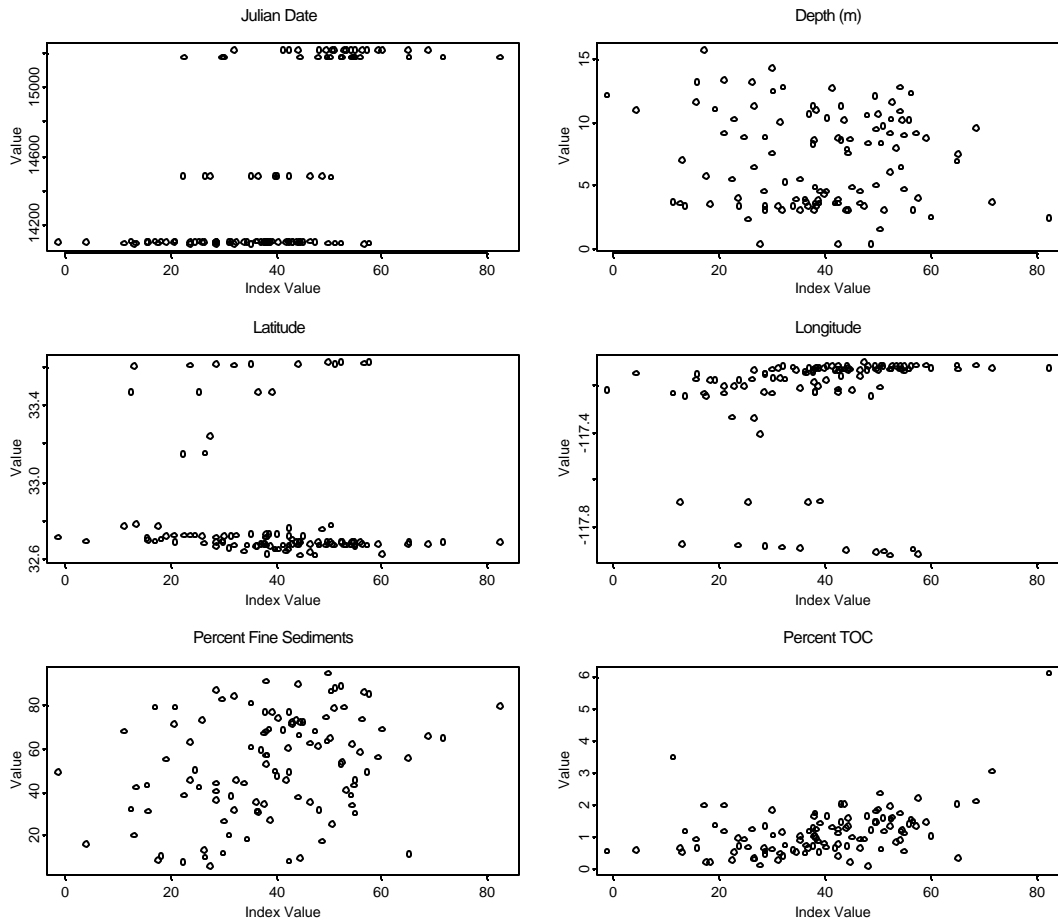 Julian Date
Value
15000
14600
14200
0 20 40 60 80
Index Value
Depth (m)
Value
15
10
5
0
0 20 40 60 80
Index Value
Latitude
Value
33.4
33.0
32.6
0 20 40 60 80
Index Value
Longitude
Value
-117.4
-117.8
0 20 40 60 80
Index Value
Percent Fine Sediments
Value
80
60
40
20
0 20 40 60 80
Index Value
Percent TOC
Value
6
5
4
3
2
1
0
0 20 40 60 80
Index Value